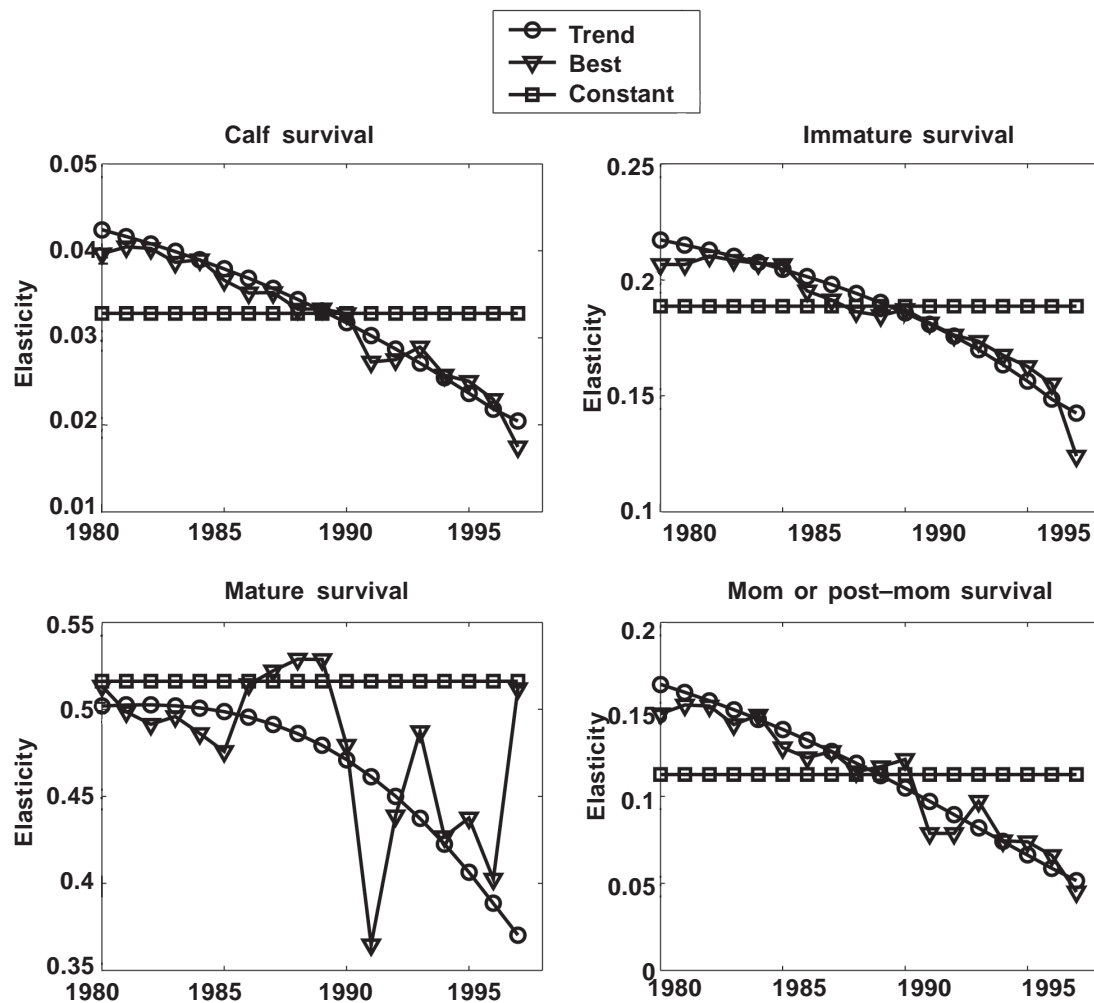 Trend
Best
Constant
Calf survival
0.05
0.04
0.03
0.02
0.01
Elasticity
1980 1985 1990 1995
Immature survival
0.25
0.2
0.15
0.1
Elasticity
1980 1985 1990 1995
Mature survival
0.55
0.5
0.45
0.4
0.35
Elasticity
1980 1985 1990 1995
Mom or post–mom survival
0.2
0.15
0.1
0.05
0
Elasticity
1980 1985 1990 1995